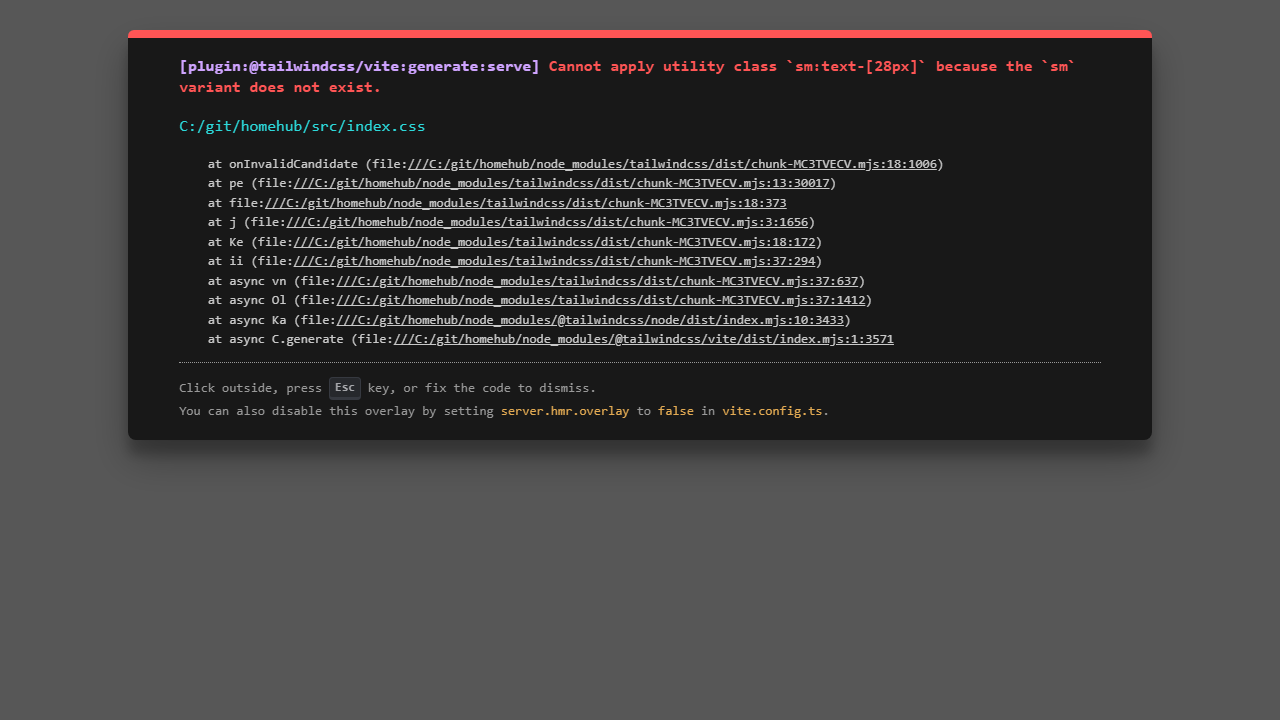 [plugin:@tailwindcss/vite:generate:serve] Cannot apply utility class `sm:text-[28px]` because the `sm`
variant does not exist.
C:/git/homehub/src/index.css
at onInvalidCandidate (file:///C:/git/homehub/node_modules/tailwindcss/dist/chunk-MC3TVECV.mjs:18:1006)
at pe (file:///C:/git/homehub/node_modules/tailwindcss/dist/chunk-MC3TVECV.mjs:13:30017)
at file:///C:/git/homehub/node_modules/tailwindcss/dist/chunk-MC3TVECV.mjs:18:373
at j (file:///C:/git/homehub/node_modules/tailwindcss/dist/chunk-MC3TVECV.mjs:3:1656)
at Ke (file:///C:/git/homehub/node_modules/tailwindcss/dist/chunk-MC3TVECV.mjs:18:172)
at ii (file:///C:/git/homehub/node_modules/tailwindcss/dist/chunk-MC3TVECV.mjs:37:294)
at async vn (file:///C:/git/homehub/node_modules/tailwindcss/dist/chunk-MC3TVECV.mjs:37:637)
at async Ol (file:///C:/git/homehub/node_modules/tailwindcss/dist/chunk-MC3TVECV.mjs:37:1412)
at async Ka (file:///C:/git/homehub/node_modules/@tailwindcss/node/dist/index.mjs:10:3433)
at async C.generate (file:///C:/git/homehub/node_modules/@tailwindcss/vite/dist/index.mjs:1:3571
Click outside, press Esc key, or fix the code to dismiss.
You can also disable this overlay by setting server.hmr.overlay to false in vite.config.ts.